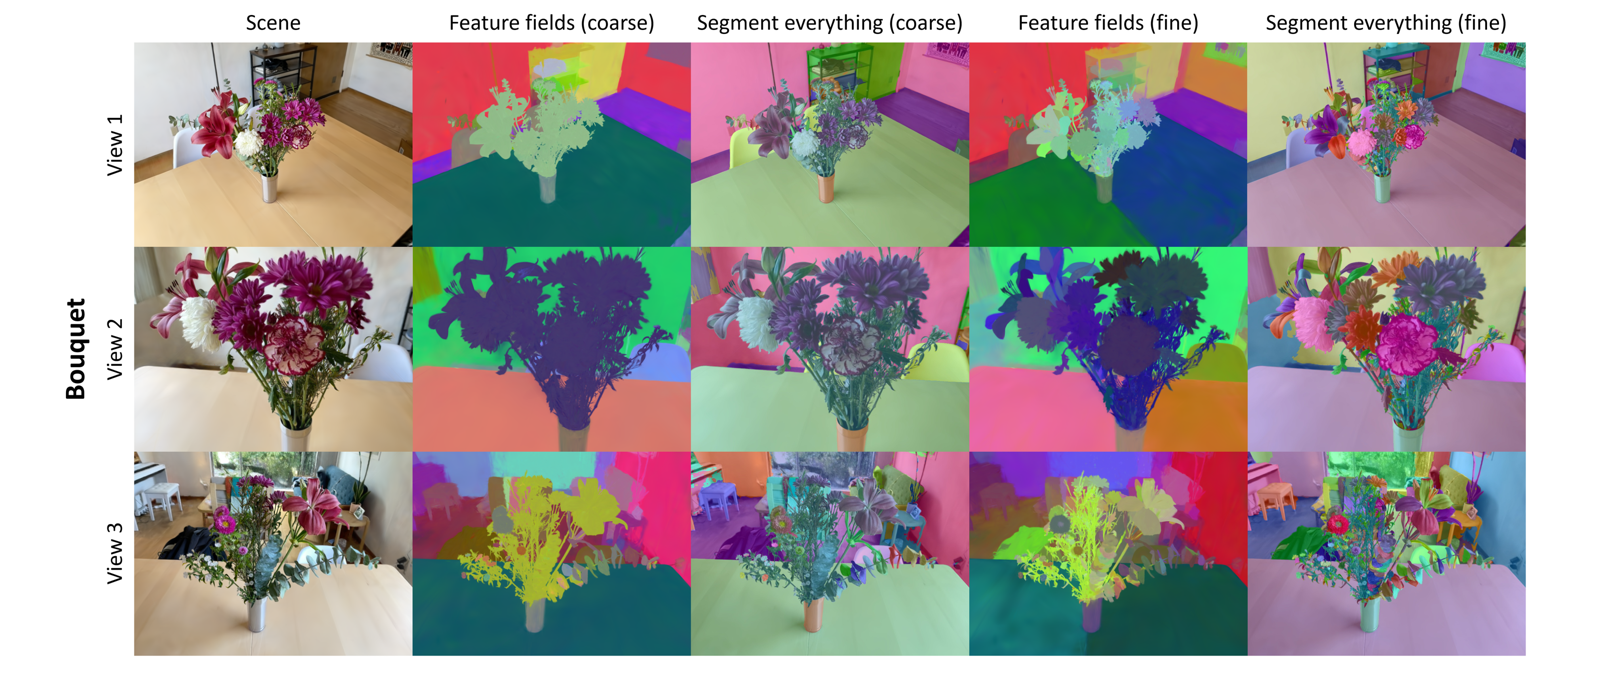 Scene
Feature fields (coarse)
Segment everything (coarse)
Feature fields (fine)
Segment everything (fine)
Bouquet
View 1
View 2
View 3